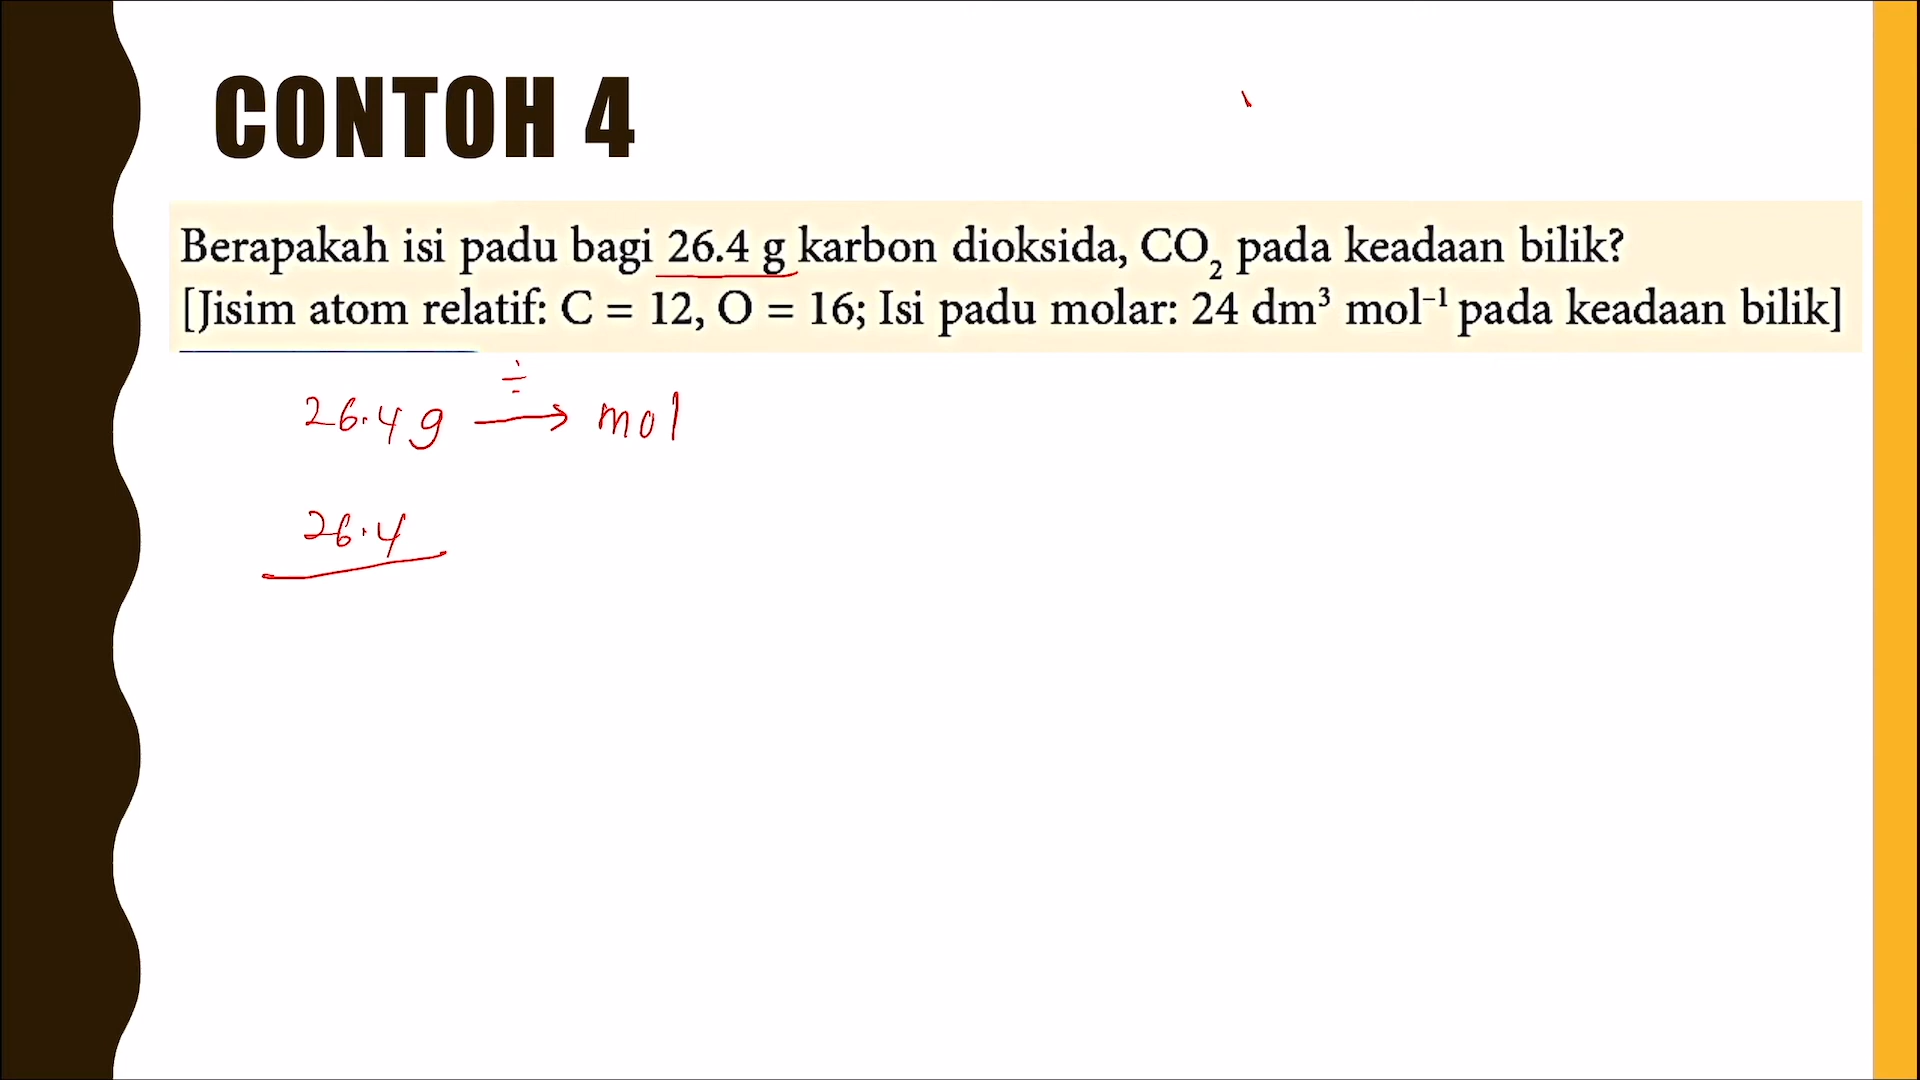 CONTOH 4
Berapakah isi padu bagi 26.4 g karbon dioksida, CO₂ pada keadaan bilik?
[Jisim atom relatif: C = 12, O = 16; Isi padu molar: 24 dm³ mol⁻¹ pada keadaan bilik]
÷
26.4 g → mol
26.4